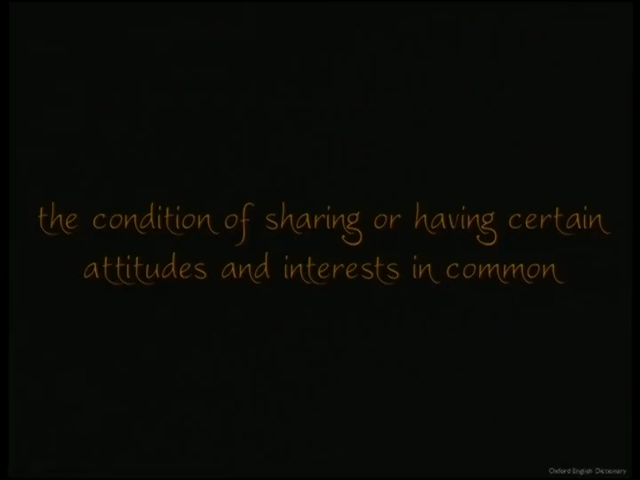 the condition of sharing or having certain
attitudes and interests in common
Oxford English Dictionary